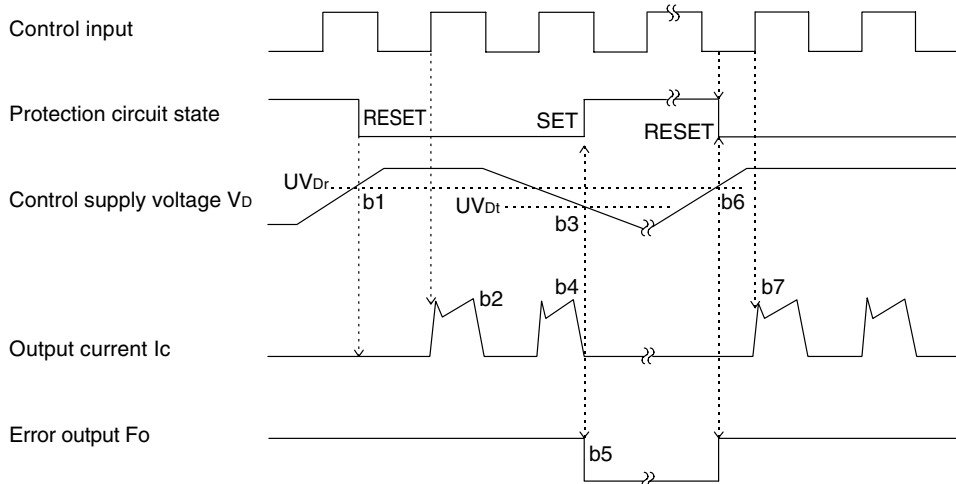 Control input
Protection circuit state
RESET
SET
RESET
Control supply voltage VD
UVDr
b1
UVDt
b3
b6
b2
b4
b7
Output current Ic
Error output Fo
b5